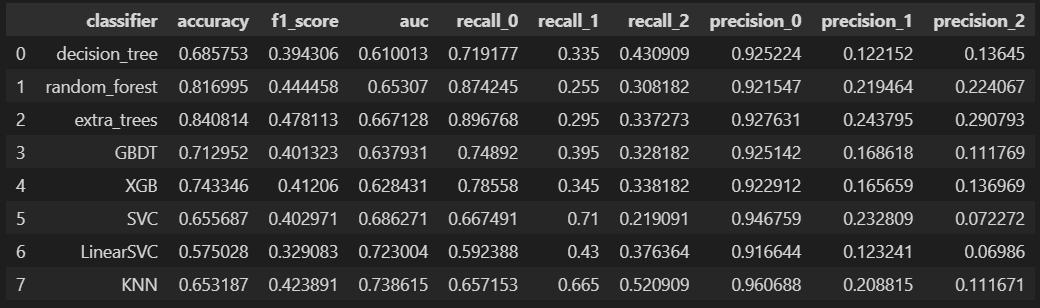 classifier accuracy f1_score auc recall_0 recall_1 recall_2 precision_0 precision_1 precision_2
0 decision_tree 0.685753 0.394306 0.610013 0.719177 0.335 0.430909 0.925224 0.122152 0.13645
1 random_forest 0.816995 0.444458 0.65307 0.874245 0.255 0.308182 0.921547 0.219464 0.224067
2 extra_trees 0.840814 0.478113 0.667128 0.896768 0.295 0.337273 0.927631 0.243795 0.290793
3 GBDT 0.712952 0.401323 0.637931 0.74892 0.395 0.328182 0.925142 0.168618 0.111769
4 XGB 0.743346 0.41206 0.628431 0.78558 0.345 0.338182 0.922912 0.165659 0.136969
5 SVC 0.655687 0.402971 0.686271 0.667491 0.71 0.219091 0.946759 0.232809 0.072272
6 LinearSVC 0.575028 0.329083 0.723004 0.592388 0.43 0.376364 0.916644 0.123241 0.06986
7 KNN 0.653187 0.423891 0.738615 0.657153 0.665 0.520909 0.960688 0.208815 0.111671